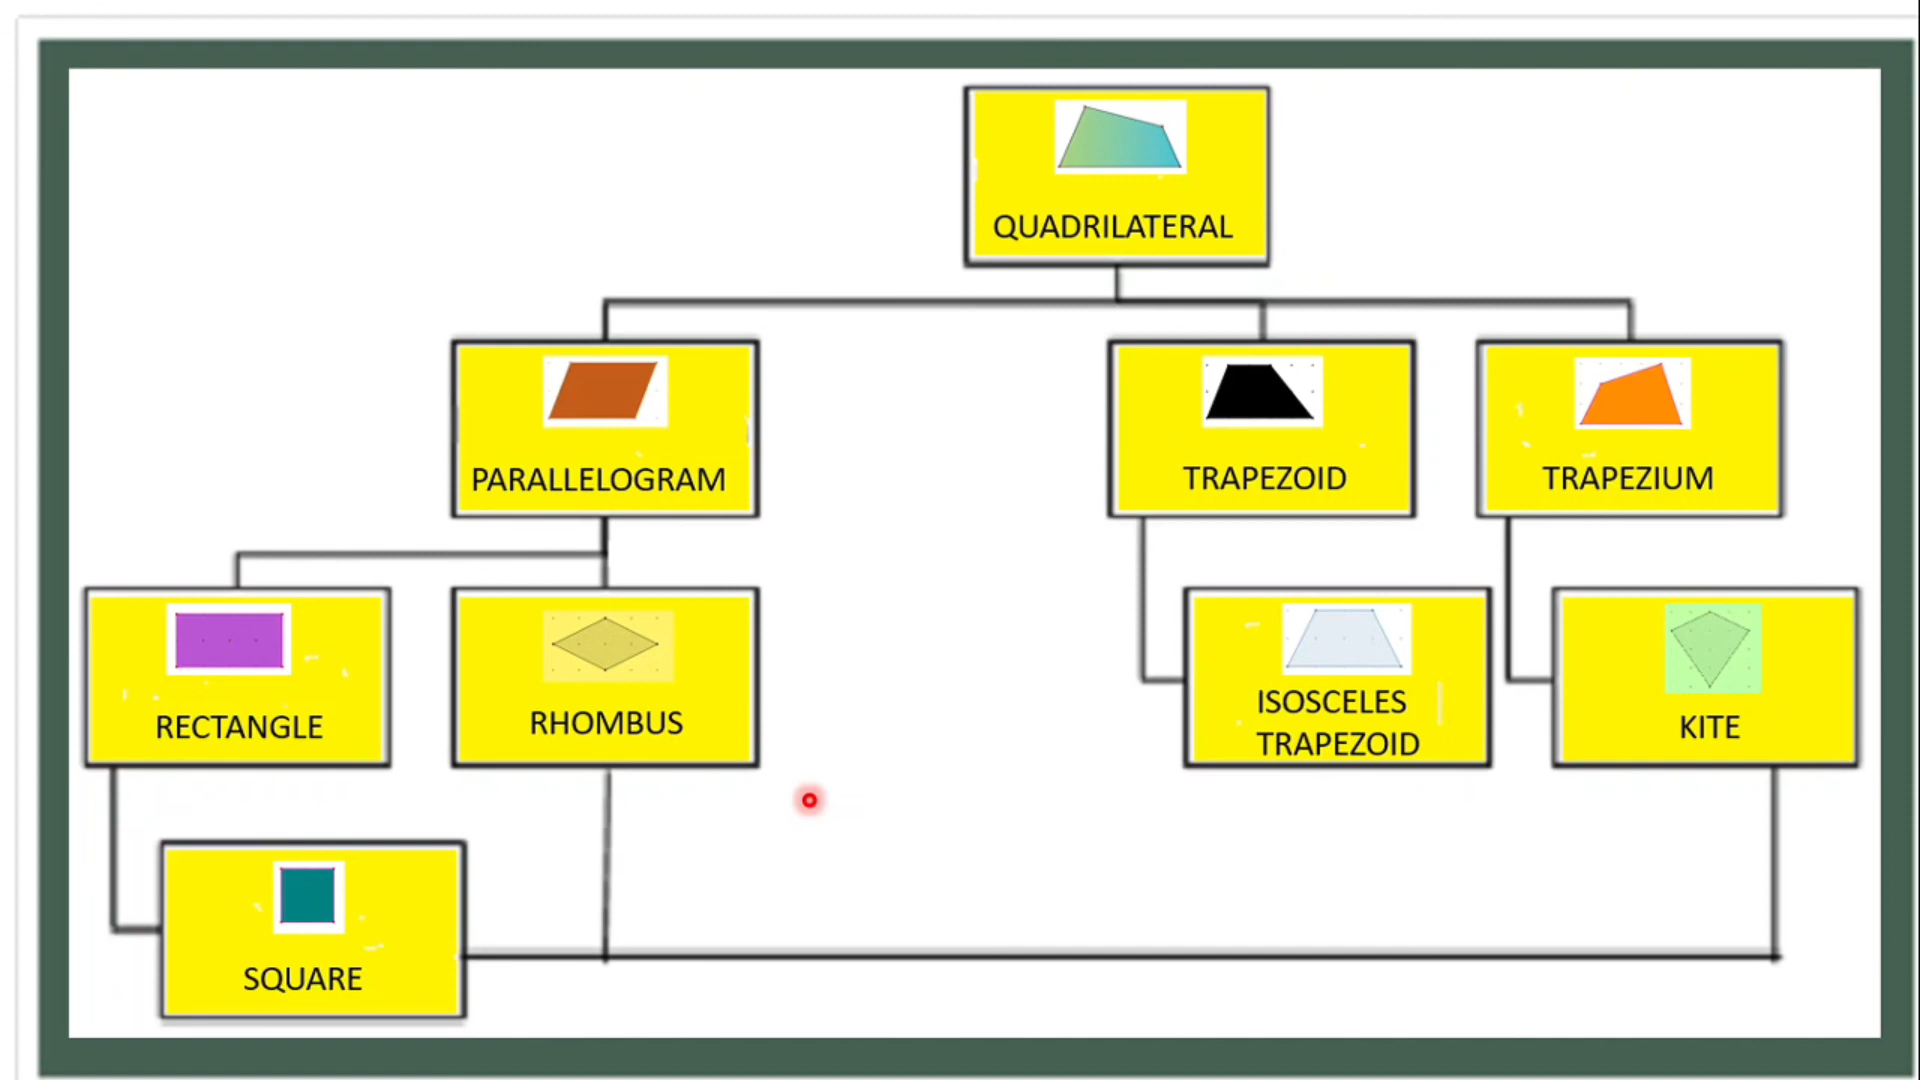 QUADRILATERAL
PARALLELOGRAM
TRAPEZOID
TRAPEZIUM
RECTANGLE
RHOMBUS
ISOSCELES
TRAPEZOID
KITE
SQUARE